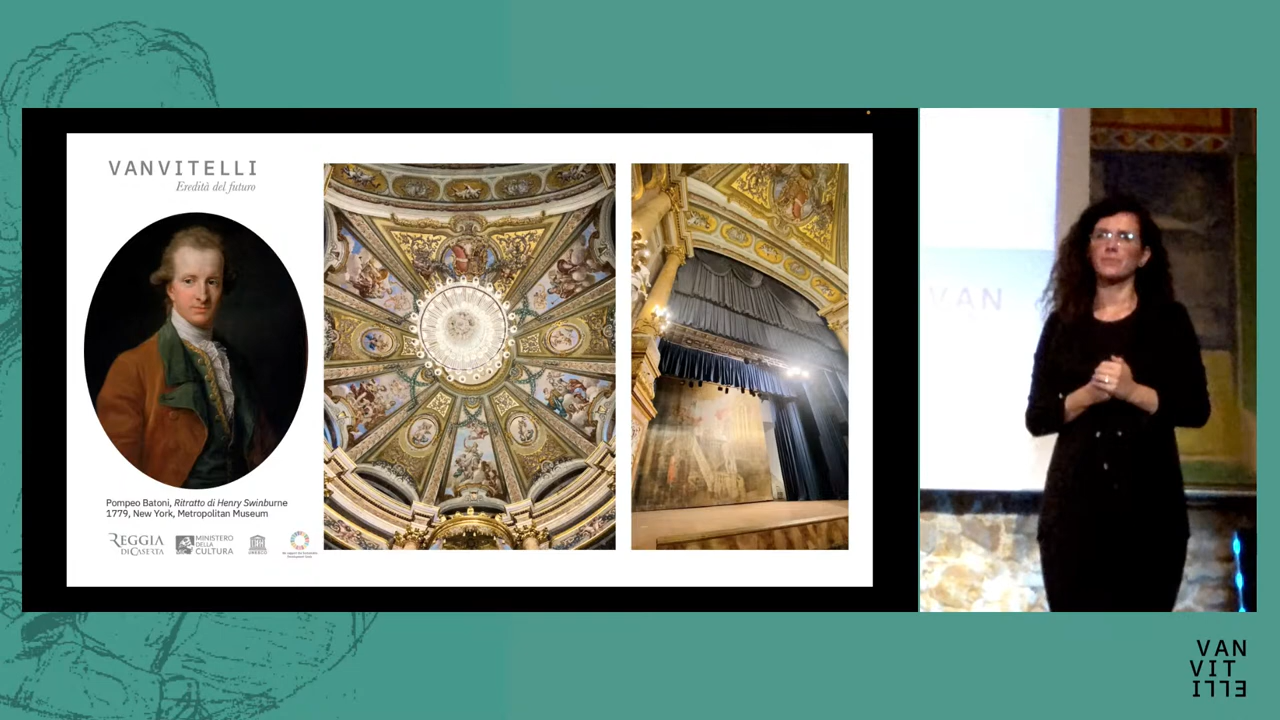 VANVITELLI
Eredità del futuro
Pompeo Batoni, Ritratto di Henry Swinburne
1779, New York, Metropolitan Museum
REGGIA
DI CASERTA
MINISTERO
DELLA
CULTURA
UNESCO
VAN
VAN
VIT
ELLI